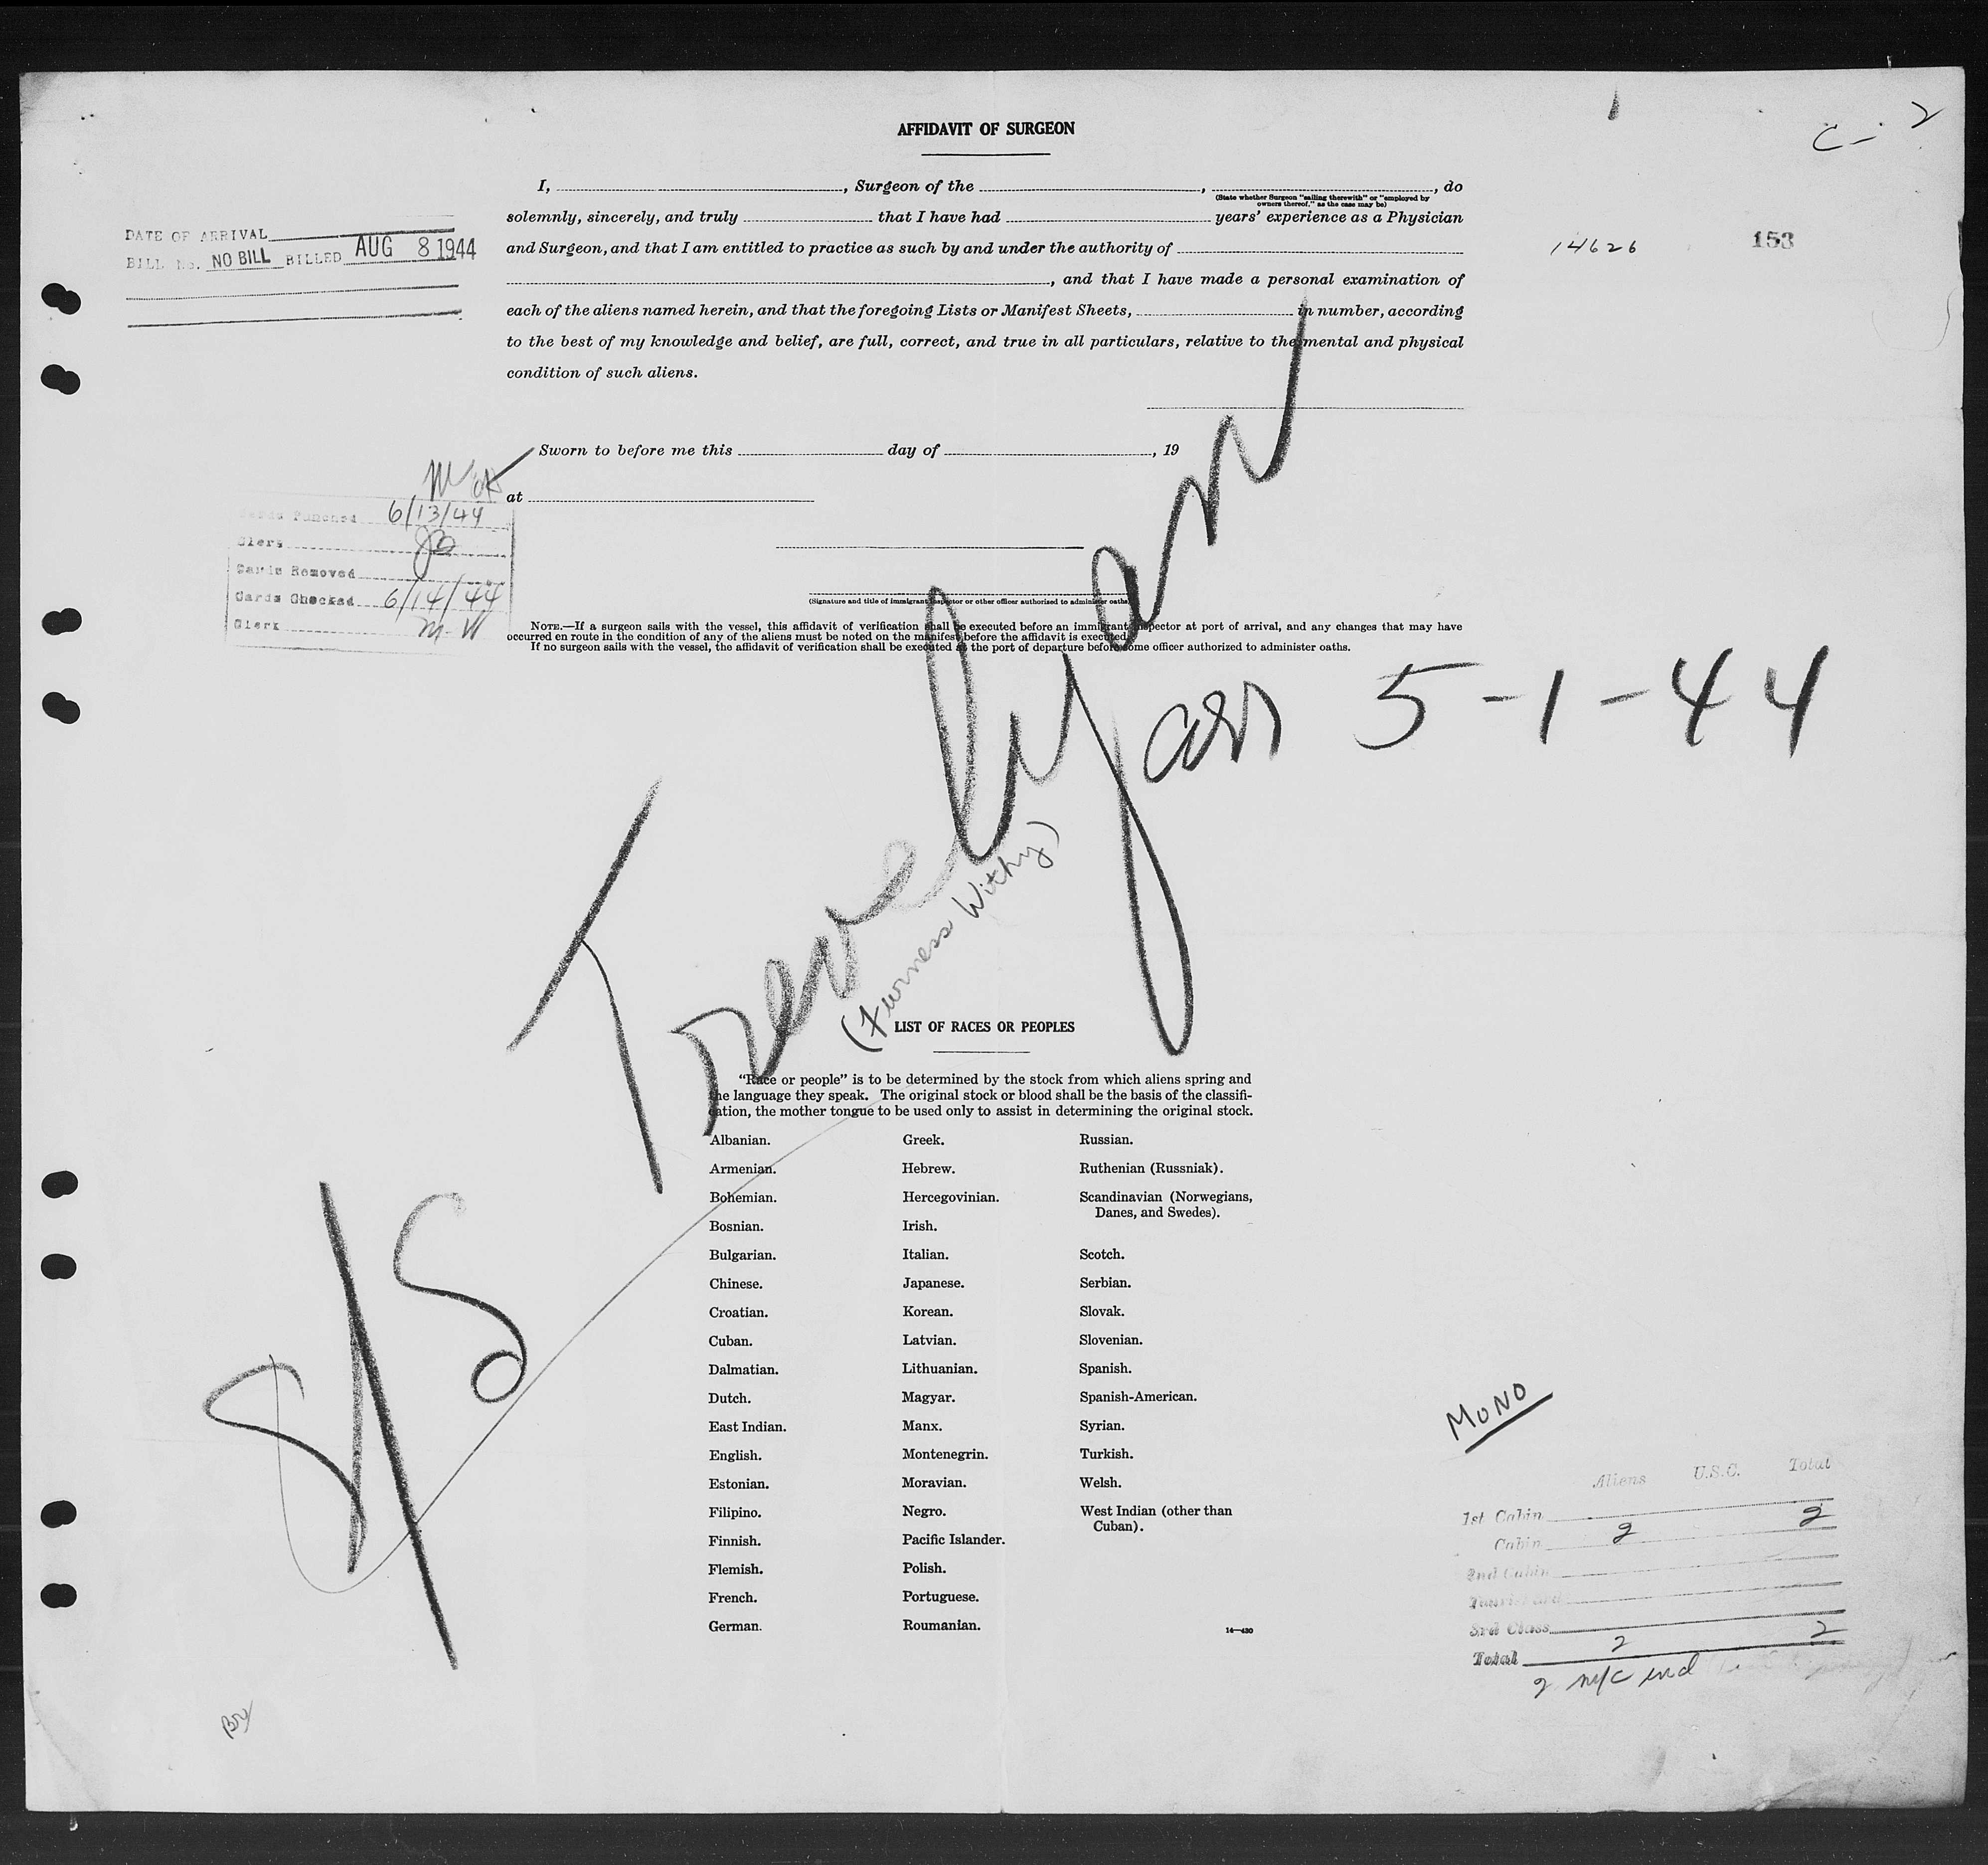 AFFIDAVIT OF SURGEON
C- 2
I, ______, Surgeon of the ______, ______, do
(State whether Surgeon "sailing therewith" or "employed by
owners thereof," as the case may be)
solemnly, sincerely, and truly ______ that I have had ______ years' experience as a Physician
and Surgeon, and that I am entitled to practice as such by and under the authority of ______
______, and that I have made a personal examination of
each of the aliens named herein, and that the foregoing Lists or Manifest Sheets, ______ in number, according
to the best of my knowledge and belief, are full, correct, and true in all particulars, relative to the mental and physical
condition of such aliens.
DATE OF ARRIVAL
BILL No. NO BILL BILLED AUG 8 1944
14626
153
Sworn to before me this ______ day of ______, 19
at ______
Cards Punched 6/13/44
Clerk
Cards Removed
Cards Checked 6/14/44
Clerk M.W
(Signature and title of immigrant inspector or other officer authorized to administer oaths)
NOTE.—If a surgeon sails with the vessel, this affidavit of verification shall be executed before an immigrant inspector at port of arrival, and any changes that may have
occurred en route in the condition of any of the aliens must be noted on the manifest before the affidavit is executed.
If no surgeon sails with the vessel, the affidavit of verification shall be executed at the port of departure before some officer authorized to administer oaths.
S/S Trevelyan
arr 5-1-44
(Furness Withy)
LIST OF RACES OR PEOPLES
"Race or people" is to be determined by the stock from which aliens spring and
the language they speak. The original stock or blood shall be the basis of the classifi-
cation, the mother tongue to be used only to assist in determining the original stock.
Albanian.
Armenian.
Bohemian.
Bosnian.
Bulgarian.
Chinese.
Croatian.
Cuban.
Dalmatian.
Dutch.
East Indian.
English.
Estonian.
Filipino.
Finnish.
Flemish.
French.
German.
Greek.
Hebrew.
Hercegovinian.
Irish.
Italian.
Japanese.
Korean.
Latvian.
Lithuanian.
Magyar.
Manx.
Montenegrin.
Moravian.
Negro.
Pacific Islander.
Polish.
Portuguese.
Roumanian.
Russian.
Ruthenian (Russniak).
Scandinavian (Norwegians,
Danes, and Swedes).
Scotch.
Serbian.
Slovak.
Slovenian.
Spanish.
Spanish-American.
Syrian.
Turkish.
Welsh.
West Indian (other than
Cuban).
14—430
MONO
Aliens U.S.C. Total
1st Cabin 2
Cabin 2
2nd Cabin
3rd Class
Total 2 2
2 n/c ind